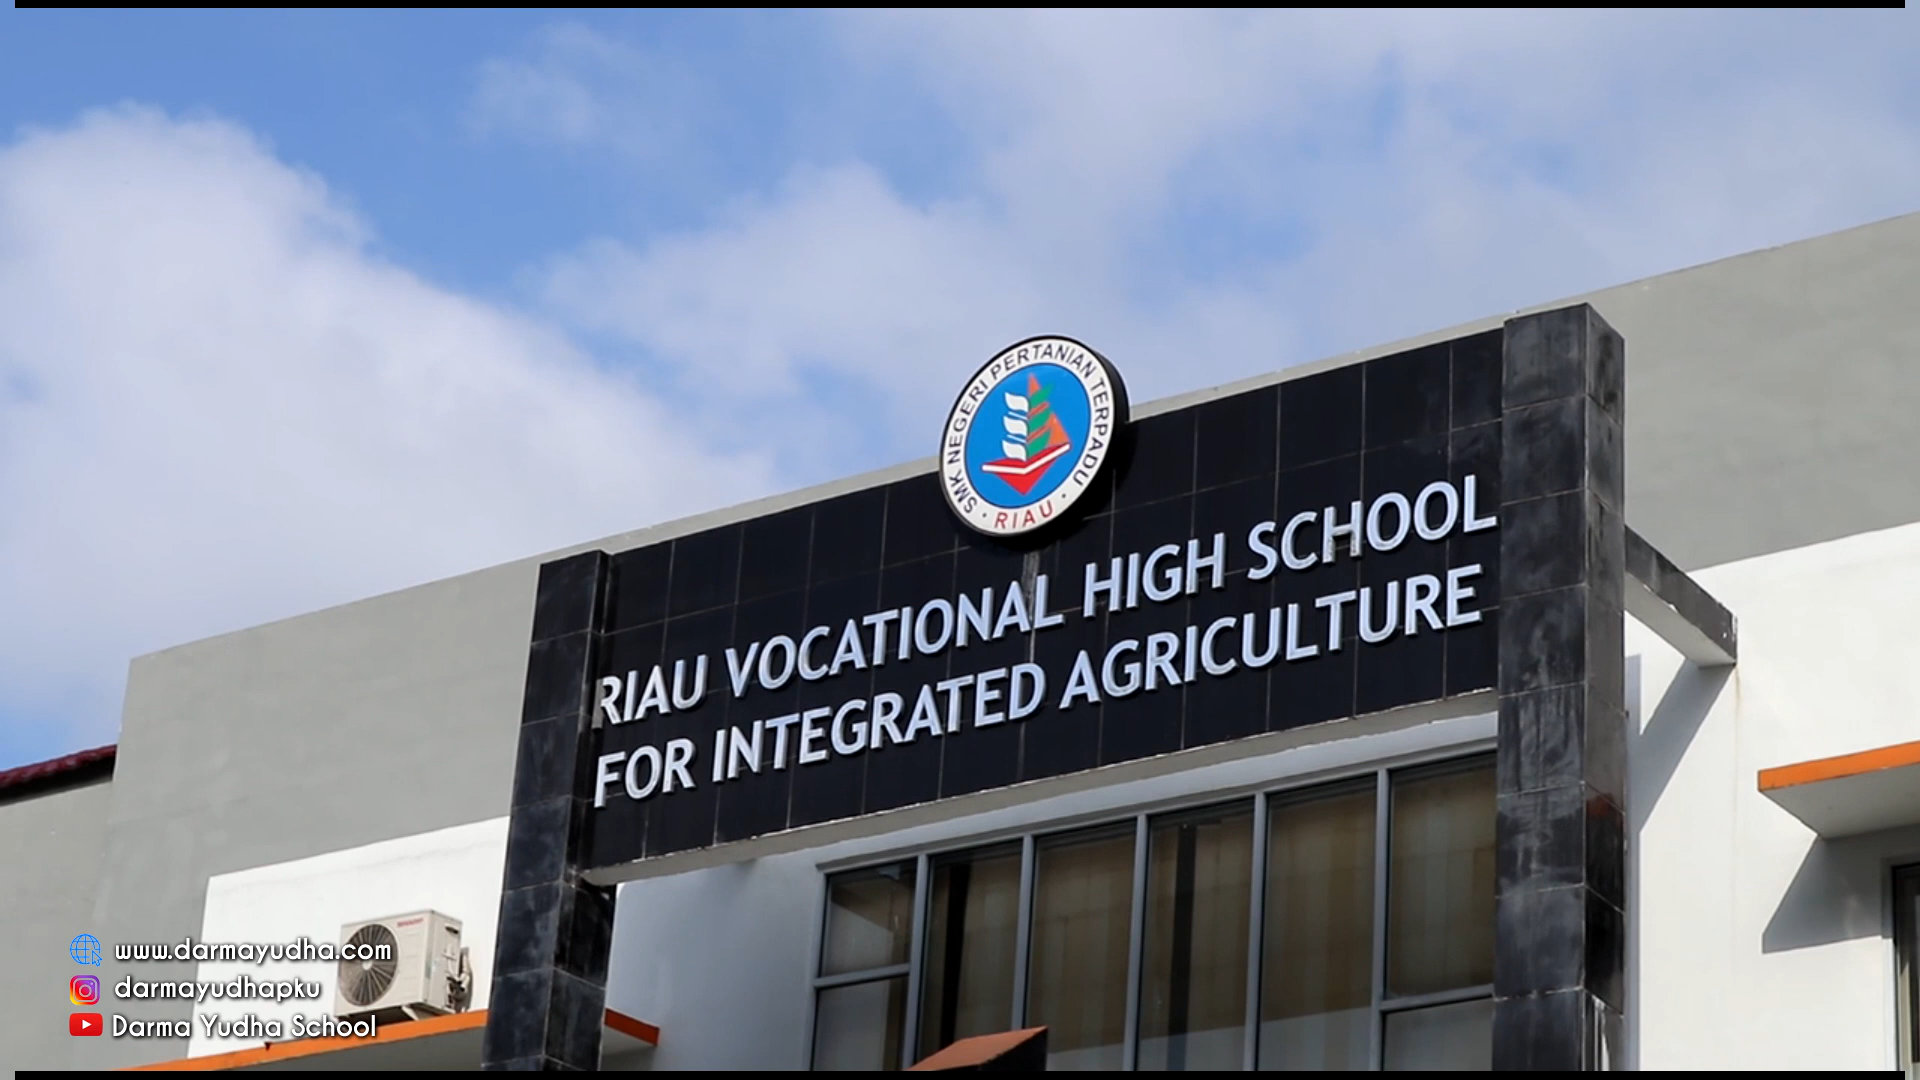 SMK NEGERI PERTANIAN TERPADU
• RIAU •
RIAU VOCATIONAL HIGH SCHOOL
FOR INTEGRATED AGRICULTURE
www.darmayudha.com
darmayudhapku
Darma Yudha School